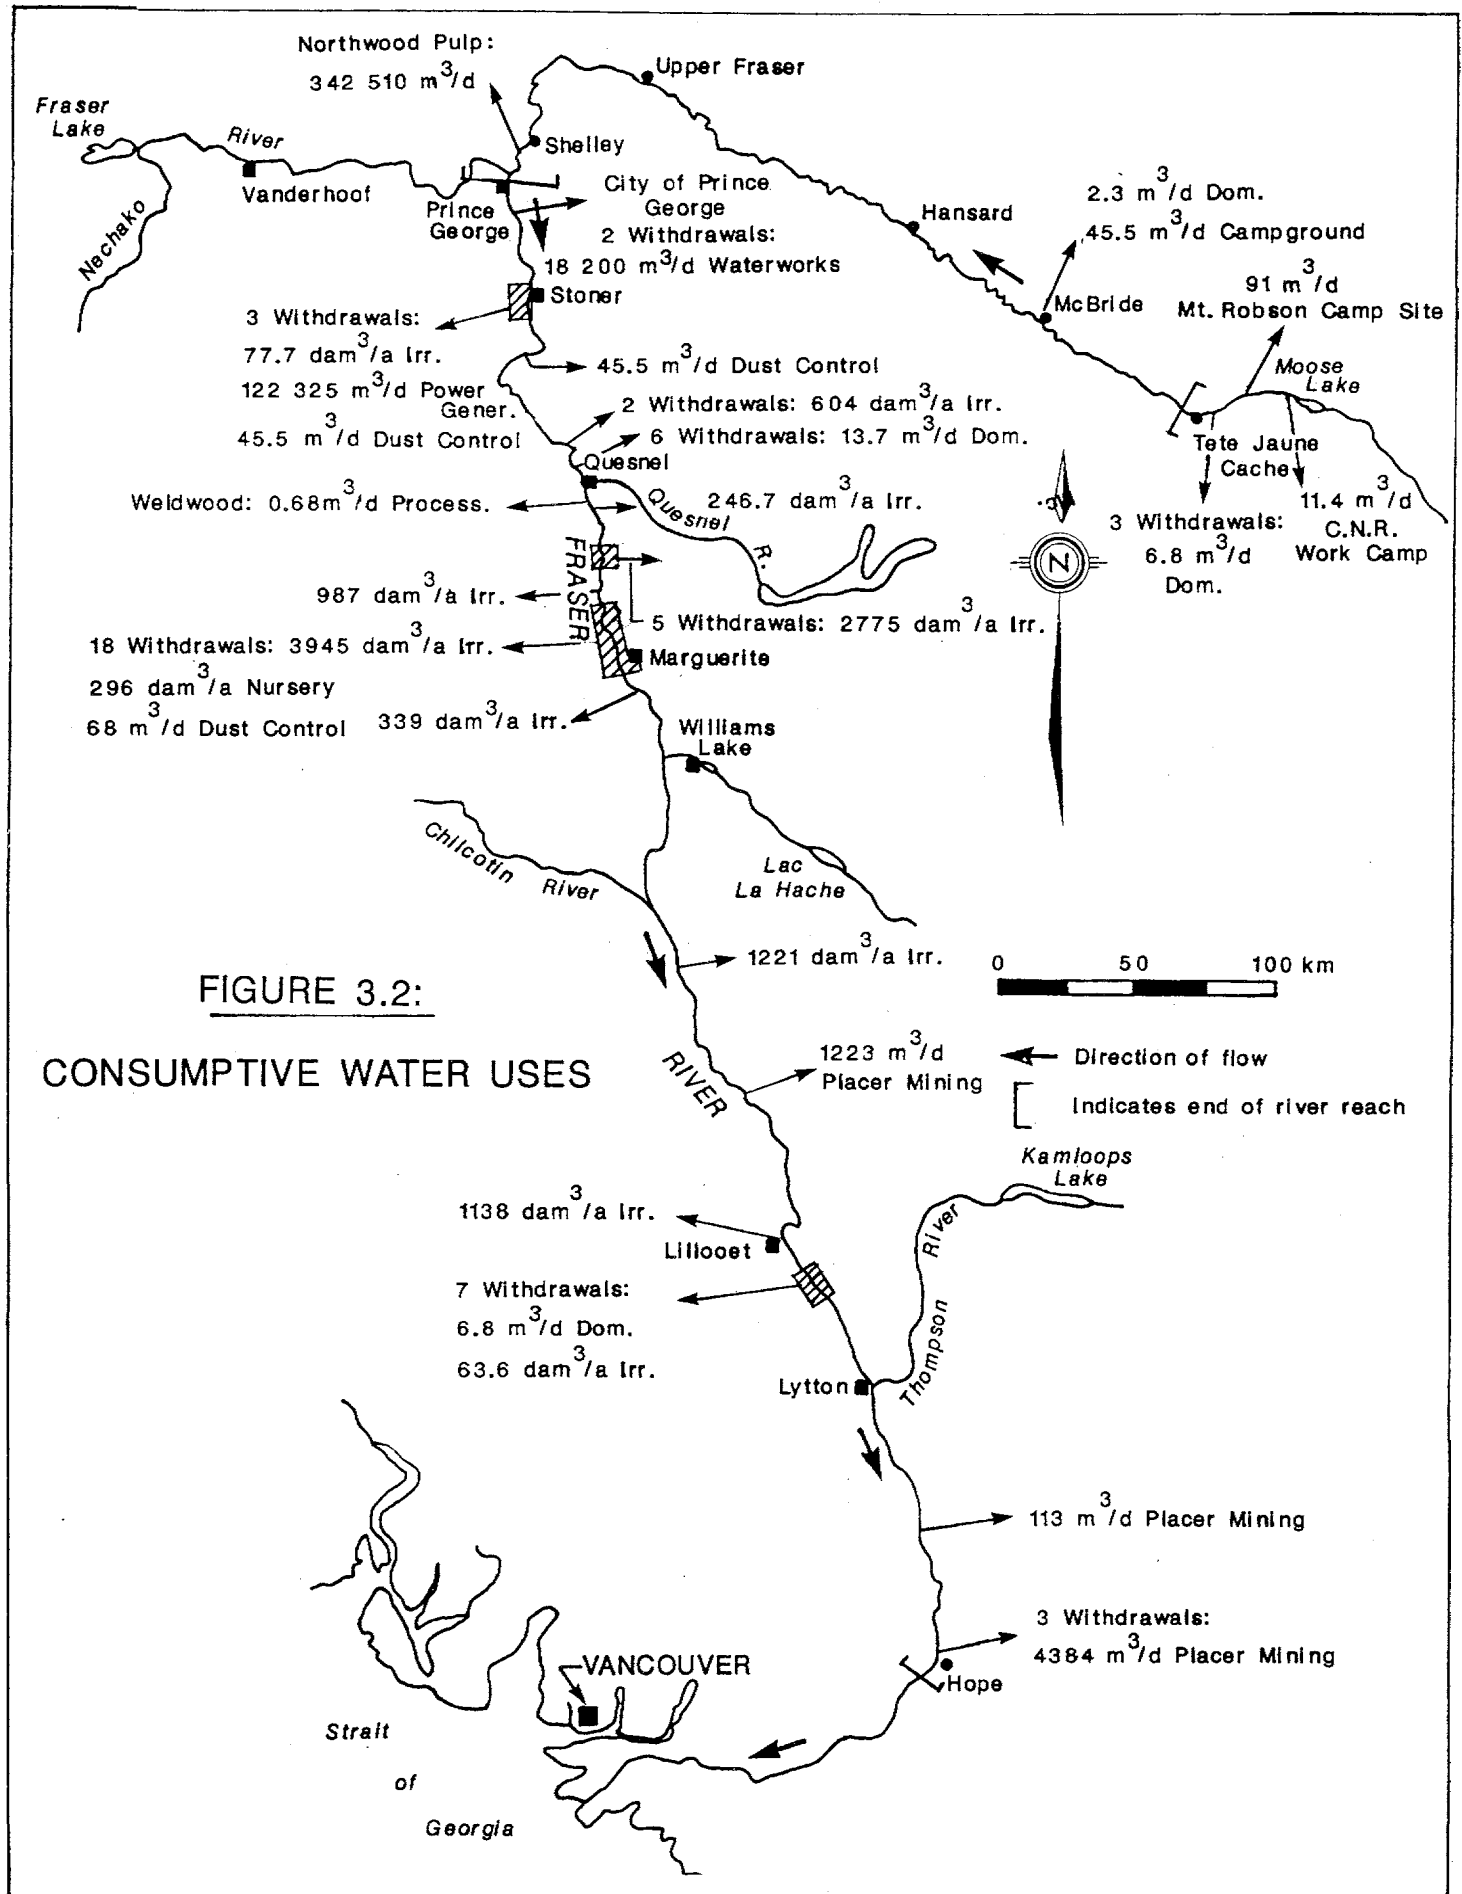 Northwood Pulp:
342 510 m³/d
Upper Fraser
Fraser
Lake
River
Shelley
Vanderhoof
Nechako
Prince
George
City of Prince
George
2 Withdrawals:
18 200 m³/d Waterworks
Hansard
2.3 m³/d Dom.
45.5 m³/d Campground
91 m³/d
Mt. Robson Camp Site
McBride
Moose
Lake
Stoner
3 Withdrawals:
77.7 dam³/a Irr.
122 325 m³/d Power
Gener.
45.5 m³/d Dust Control
45.5 m³/d Dust Control
2 Withdrawals: 604 dam³/a Irr.
6 Withdrawals: 13.7 m³/d Dom.
Tete Jaune
Cache
Quesnel
Weldwood: 0.68m³/d Process.
Quesnel
R.
246.7 dam³/a Irr.
3 Withdrawals:
6.8 m³/d
Dom.
11.4 m³/d
C.N.R.
Work Camp
N
FRASER
987 dam³/a Irr.
5 Withdrawals: 2775 dam³/a Irr.
18 Withdrawals: 3945 dam³/a Irr.
296 dam³/a Nursery
68 m³/d Dust Control
Marguerite
339 dam³/a Irr.
Williams
Lake
Chilcotin River
Lac
La Hache
1221 dam³/a Irr.
0 50 100 km
FIGURE 3.2:
CONSUMPTIVE WATER USES
RIVER
1223 m³/d
Placer Mining
Direction of flow
Indicates end of river reach
Kamloops
Lake
1138 dam³/a Irr.
Lillooet
Thompson River
7 Withdrawals:
6.8 m³/d Dom.
63.6 dam³/a Irr.
Lytton
113 m³/d Placer Mining
3 Withdrawals:
4384 m³/d Placer Mining
Hope
VANCOUVER
Strait
of
Georgia